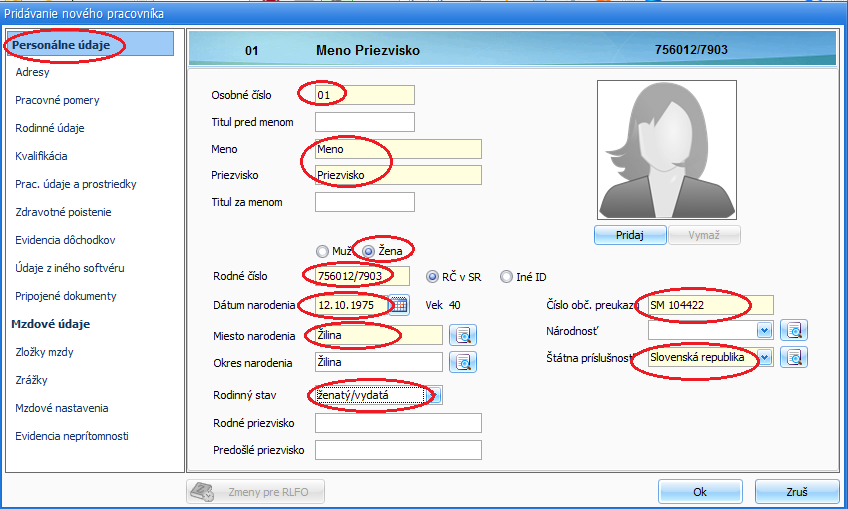 Pridávanie nového pracovníka
Personálne údaje
Adresy
Pracovné pomery
Rodinné údaje
Kvalifikácia
Prac. údaje a prostriedky
Zdravotné poistenie
Evidencia dôchodkov
Údaje z iného softvéru
Pripojené dokumenty
Mzdové údaje
Zložky mzdy
Zrážky
Mzdové nastavenia
Evidencia neprítomnosti
01 Meno Priezvisko 756012/7903
Osobné číslo 01
Titul pred menom
Meno Meno
Priezvisko Priezvisko
Titul za menom
Pridaj Vymaž
Muž Žena
Rodné číslo 756012/7903 RČ v SR Iné ID
Dátum narodenia 12.10.1975 Vek 40 Číslo obč. preukazu SM 104422
Miesto narodenia Žilina Národnosť
Okres narodenia Žilina Štátna príslušnosť Slovenská republika
Rodinný stav ženatý/vydatá
Rodné priezvisko
Predošlé priezvisko
Zmeny pre RLFO Ok Zruš